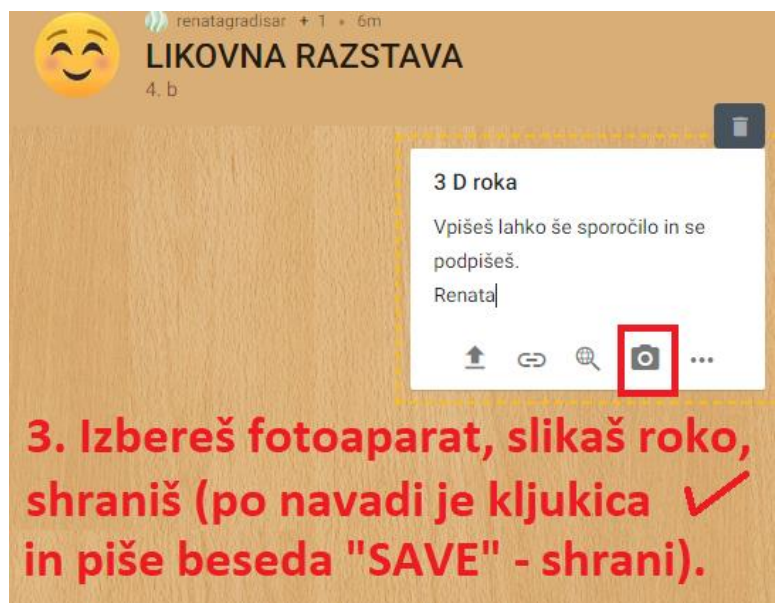 renatagradisar + 1 • 6m
LIKOVNA RAZSTAVA
4. b
3 D roka
Vpišeš lahko še sporočilo in se
podpišeš.
Renata
3. Izbereš fotoaparat, slikaš roko,
shraniš (po navadi je kljukica
in piše beseda "SAVE" - shrani).